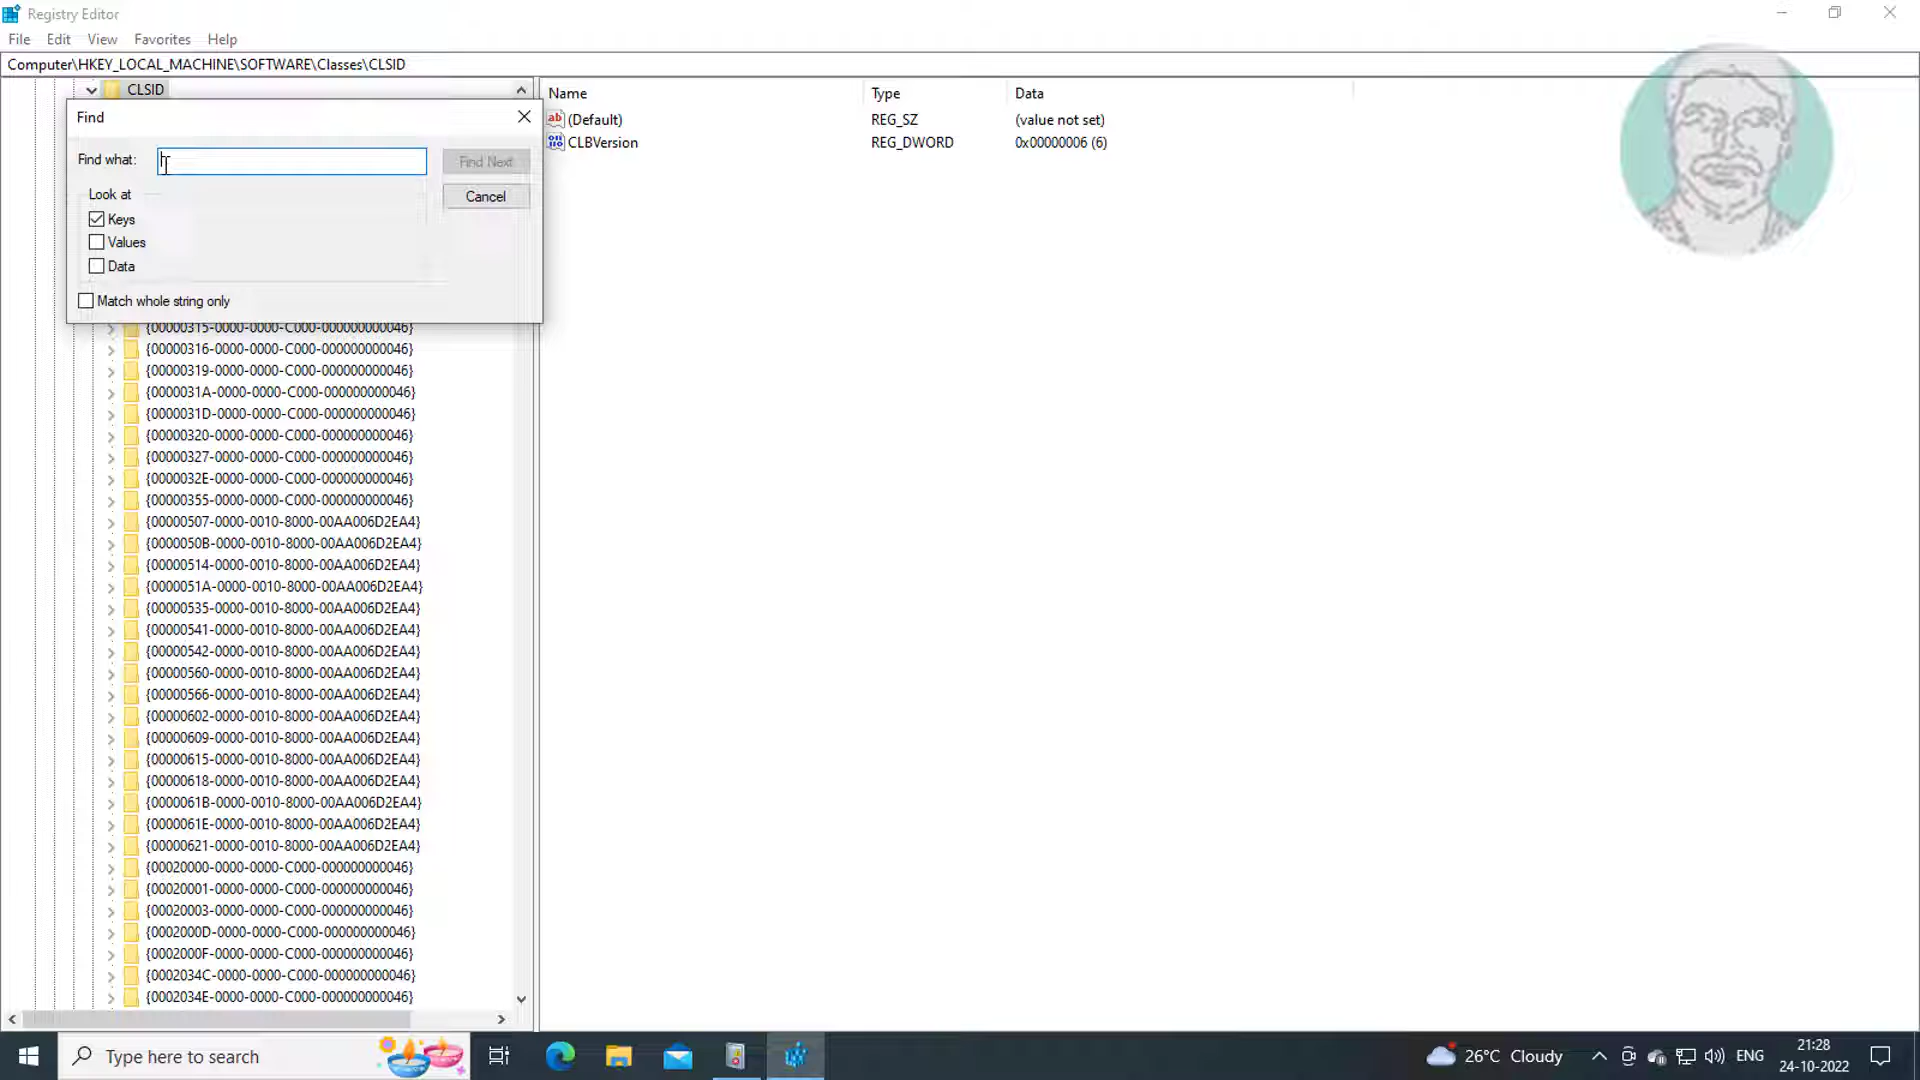 Registry Editor
File Edit View Favorites Help
Computer\HKEY_LOCAL_MACHINE\SOFTWARE\Classes\CLSID
CLSID
Find
Find what:
Find Next
Look at
Cancel
Keys
Values
Data
Match whole string only
{00000315-0000-0000-C000-000000000046}
{00000316-0000-0000-C000-000000000046}
{00000319-0000-0000-C000-000000000046}
{0000031A-0000-0000-C000-000000000046}
{0000031D-0000-0000-C000-000000000046}
{00000320-0000-0000-C000-000000000046}
{00000327-0000-0000-C000-000000000046}
{0000032E-0000-0000-C000-000000000046}
{00000355-0000-0000-C000-000000000046}
{00000507-0000-0010-8000-00AA006D2EA4}
{0000050B-0000-0010-8000-00AA006D2EA4}
{00000514-0000-0010-8000-00AA006D2EA4}
{0000051A-0000-0010-8000-00AA006D2EA4}
{00000535-0000-0010-8000-00AA006D2EA4}
{00000541-0000-0010-8000-00AA006D2EA4}
{00000542-0000-0010-8000-00AA006D2EA4}
{00000560-0000-0010-8000-00AA006D2EA4}
{00000566-0000-0010-8000-00AA006D2EA4}
{00000602-0000-0010-8000-00AA006D2EA4}
{00000609-0000-0010-8000-00AA006D2EA4}
{00000615-0000-0010-8000-00AA006D2EA4}
{00000618-0000-0010-8000-00AA006D2EA4}
{0000061B-0000-0010-8000-00AA006D2EA4}
{0000061E-0000-0010-8000-00AA006D2EA4}
{00000621-0000-0010-8000-00AA006D2EA4}
{00020000-0000-0000-C000-000000000046}
{00020001-0000-0000-C000-000000000046}
{00020003-0000-0000-C000-000000000046}
{0002000D-0000-0000-C000-000000000046}
{0002000F-0000-0000-C000-000000000046}
{0002034C-0000-0000-C000-000000000046}
{0002034E-0000-0000-C000-000000000046}
Name Type Data
(Default) REG_SZ (value not set)
CLBVersion REG_DWORD 0x00000006 (6)
Type here to search
26°C Cloudy
ENG
21:28
24-10-2022